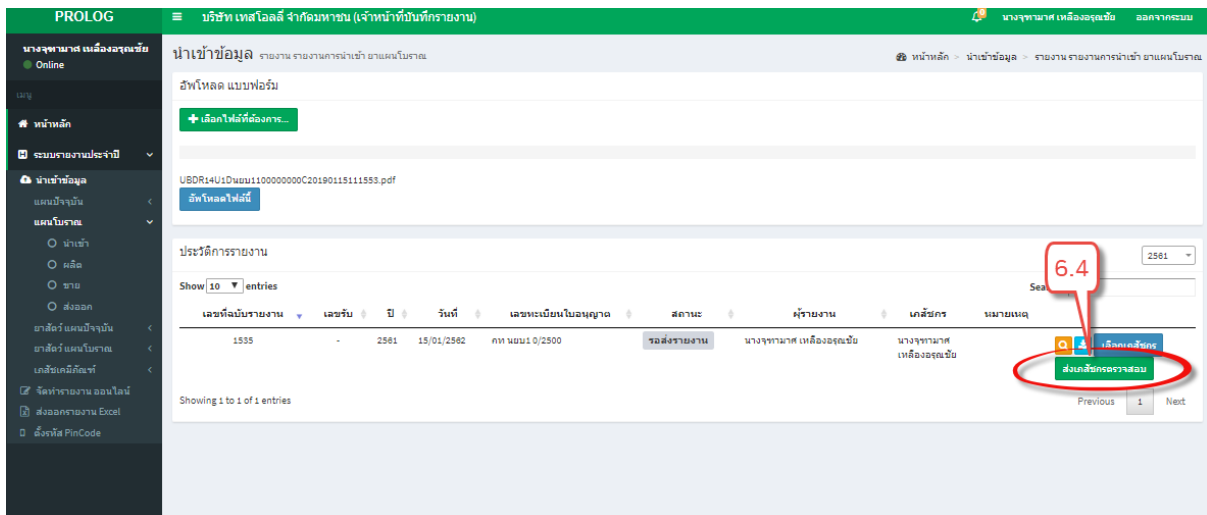 PROLOG
บริษัท เทสโอลลี่ จำกัดมหาชน (เจ้าหน้าที่บันทึกรายงาน)
0
นางจุฑามาศ เหลืองอรุณชัย
ออกจากระบบ
นางจุฑามาศ เหลืองอรุณชัย
Online
เมนู
หน้าหลัก
ระบบรายงานประจำปี
นำเข้าข้อมูล
แผนปัจจุบัน
แผนโบราณ
นำเข้า
ผลิต
ขาย
ส่งออก
ยาสัตว์ แผนปัจจุบัน
ยาสัตว์ แผนโบราณ
เภสัชเคมีภัณฑ์
จัดทำรายงาน ออนไลน์
ส่งออกรายงาน Excel
ตั้งรหัส PinCode
นำเข้าข้อมูล รายงาน รายงานการนำเข้า ยาแผนโบราณ
หน้าหลัก > นำเข้าข้อมูล > รายงาน รายงานการนำเข้า ยาแผนโบราณ
อัพโหลด แบบฟอร์ม
เลือกไฟล์ที่ต้องการ...
UBDR14U1Dนยบ1100000000C20190115111553.pdf
อัพโหลดไฟล์นี้
ประวัติการรายงาน
2561
Show 10 entries
6.4
เลขที่ฉบับรายงาน เลขรับ ปี วันที่ เลขทะเบียนใบอนุญาต สถานะ ผู้รายงาน เภสัชกร หมายเหตุ
1535 - 2561 15/01/2562 กท นยบ1 0/2500 รอส่งรายงาน นางจุฑามาศ เหลืองอรุณชัย นางจุฑามาศ เหลืองอรุณชัย
เลือกเภสัชกร
ส่งเภสัชกรตรวจสอบ
Showing 1 to 1 of 1 entries
Previous 1 Next